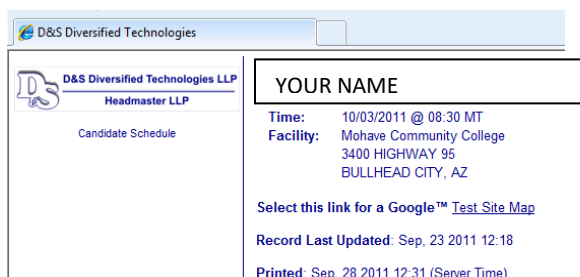 D&S Diversified Technologies
D&S Diversified Technologies LLP
Headmaster LLP
Candidate Schedule
YOUR NAME
Time: 10/03/2011 @ 08:30 MT
Facility: Mohave Community College
3400 HIGHWAY 95
BULLHEAD CITY, AZ
Select this link for a Google™ Test Site Map
Record Last Updated: Sep, 23 2011 12:18
Printed: Sep, 28 2011 12:31 (Server Time)